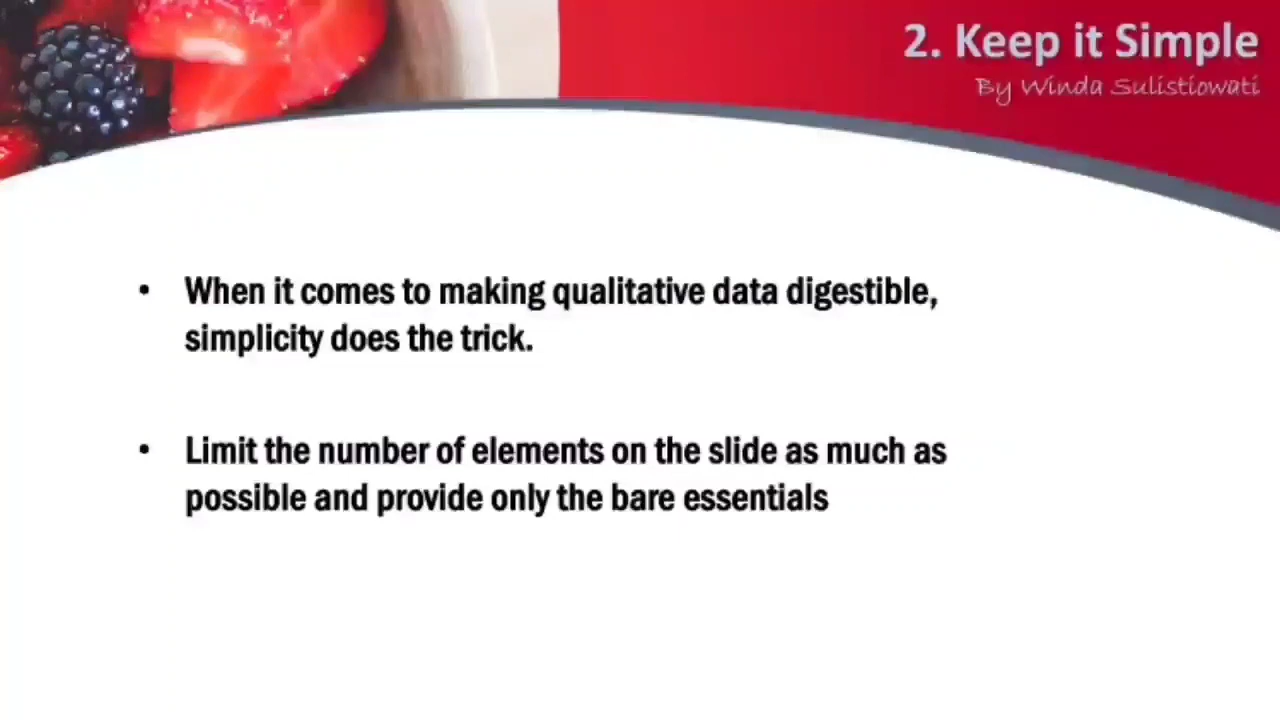 2. Keep it Simple
By Winda Sulistiowati
• When it comes to making qualitative data digestible,
simplicity does the trick.
• Limit the number of elements on the slide as much as
possible and provide only the bare essentials